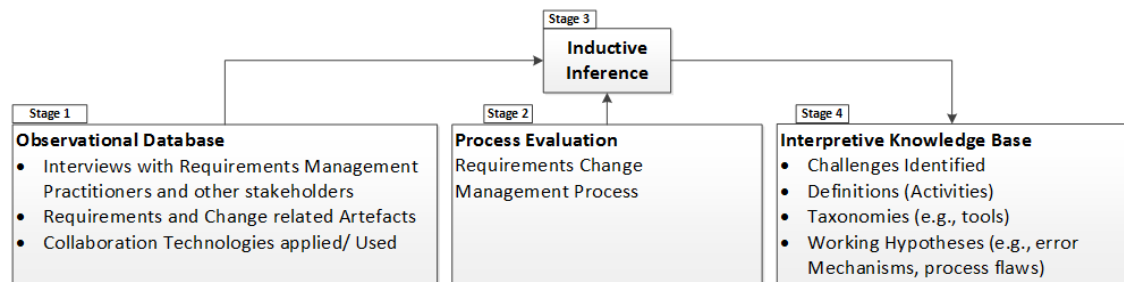 Stage 3
Inductive
Inference
Stage 1
Observational Database
• Interviews with Requirements Management
Practitioners and other stakeholders
• Requirements and Change related Artefacts
• Collaboration Technologies applied/ Used
Stage 2
Process Evaluation
Requirements Change
Management Process
Stage 4
Interpretive Knowledge Base
• Challenges Identified
• Definitions (Activities)
• Taxonomies (e.g., tools)
• Working Hypotheses (e.g., error
Mechanisms, process flaws)